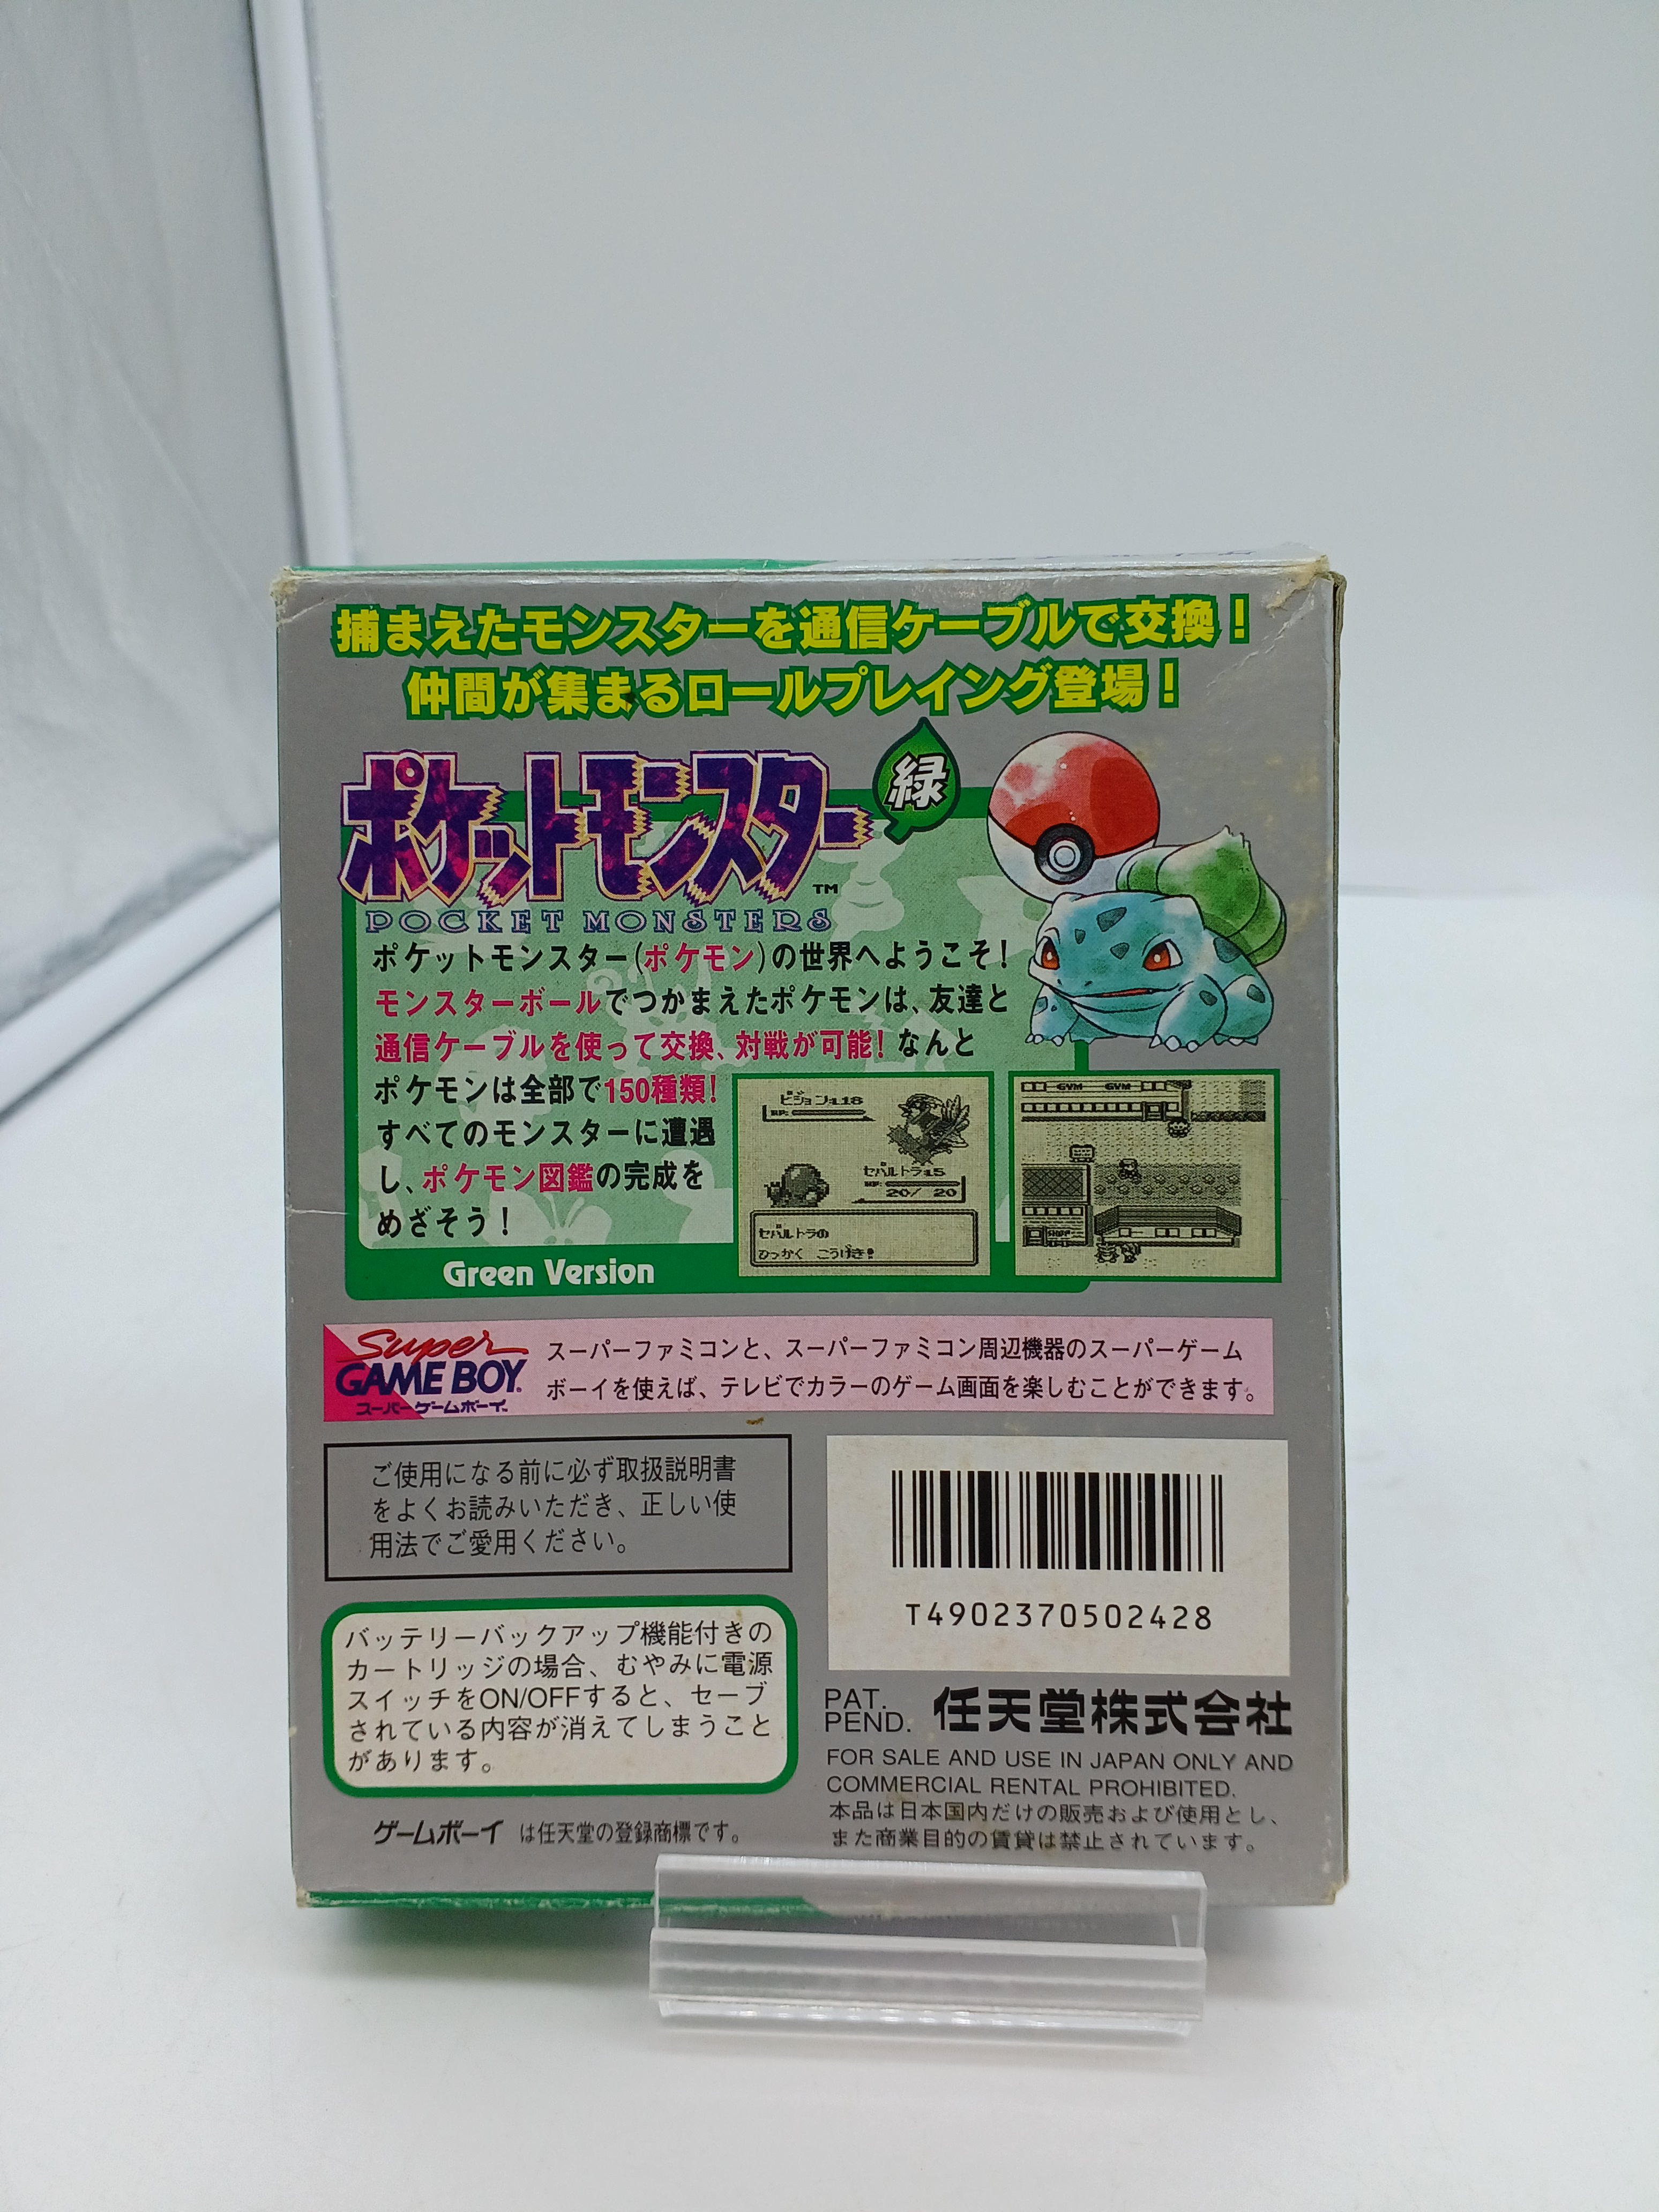 捕まえたモンスターを通信ケーブルで交換！
仲間が集まるロールプレイング登場！
ポケットモンスター 緑
TM
POCKET MONSTERS
ポケットモンスター(ポケモン)の世界へようこそ！
モンスターボールでつかまえたポケモンは、友達と
通信ケーブルを使って交換、対戦が可能！なんと
ポケモンは全部で150種類！
すべてのモンスターに遭遇
し、ポケモン図鑑の完成を
めざそう！
Green Version
ピジョン :L18
HP:
セバルトラ :L5
HP:
20/ 20
セバルトラの
ひっかく こうげき！
GYM GYM
SHOP
Super
GAME BOY
スーパーゲームボーイ
スーパーファミコンと、スーパーファミコン周辺機器のスーパーゲーム
ボーイを使えば、テレビでカラーのゲーム画面を楽しむことができます。
ご使用になる前に必ず取扱説明書
をよくお読みいただき、正しい使
用法でご愛用ください。
T4902370502428
バッテリーバックアップ機能付きの
カートリッジの場合、むやみに電源
スイッチをON/OFFすると、セーブ
されている内容が消えてしまうこと
があります。
PAT.
PEND.
任天堂株式会社
FOR SALE AND USE IN JAPAN ONLY AND
COMMERCIAL RENTAL PROHIBITED.
本品は日本国内だけの販売および使用とし、
また商業目的の賃貸は禁止されています。
ゲームボーイ は任天堂の登録商標です。